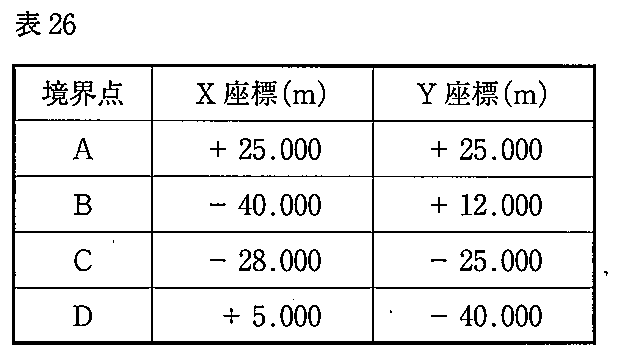 表 26
境界点 X 座標(m) Y 座標(m)
A + 25.000 + 25.000
B − 40.000 + 12.000
C − 28.000 − 25.000
D + 5.000 − 40.000